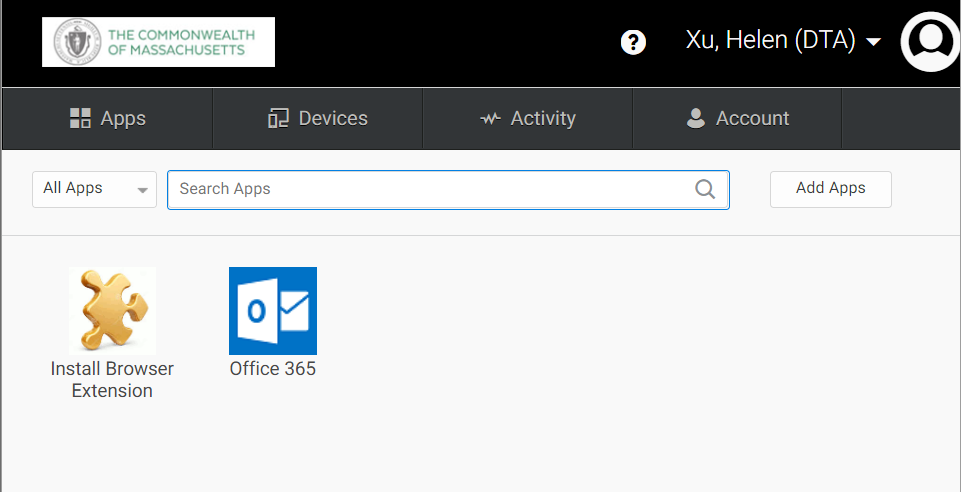 THE COMMONWEALTH
OF MASSACHUSETTS
? Xu, Helen (DTA)
Apps Devices Activity Account
All Apps Search Apps Add Apps
Install Browser
Extension
Office 365